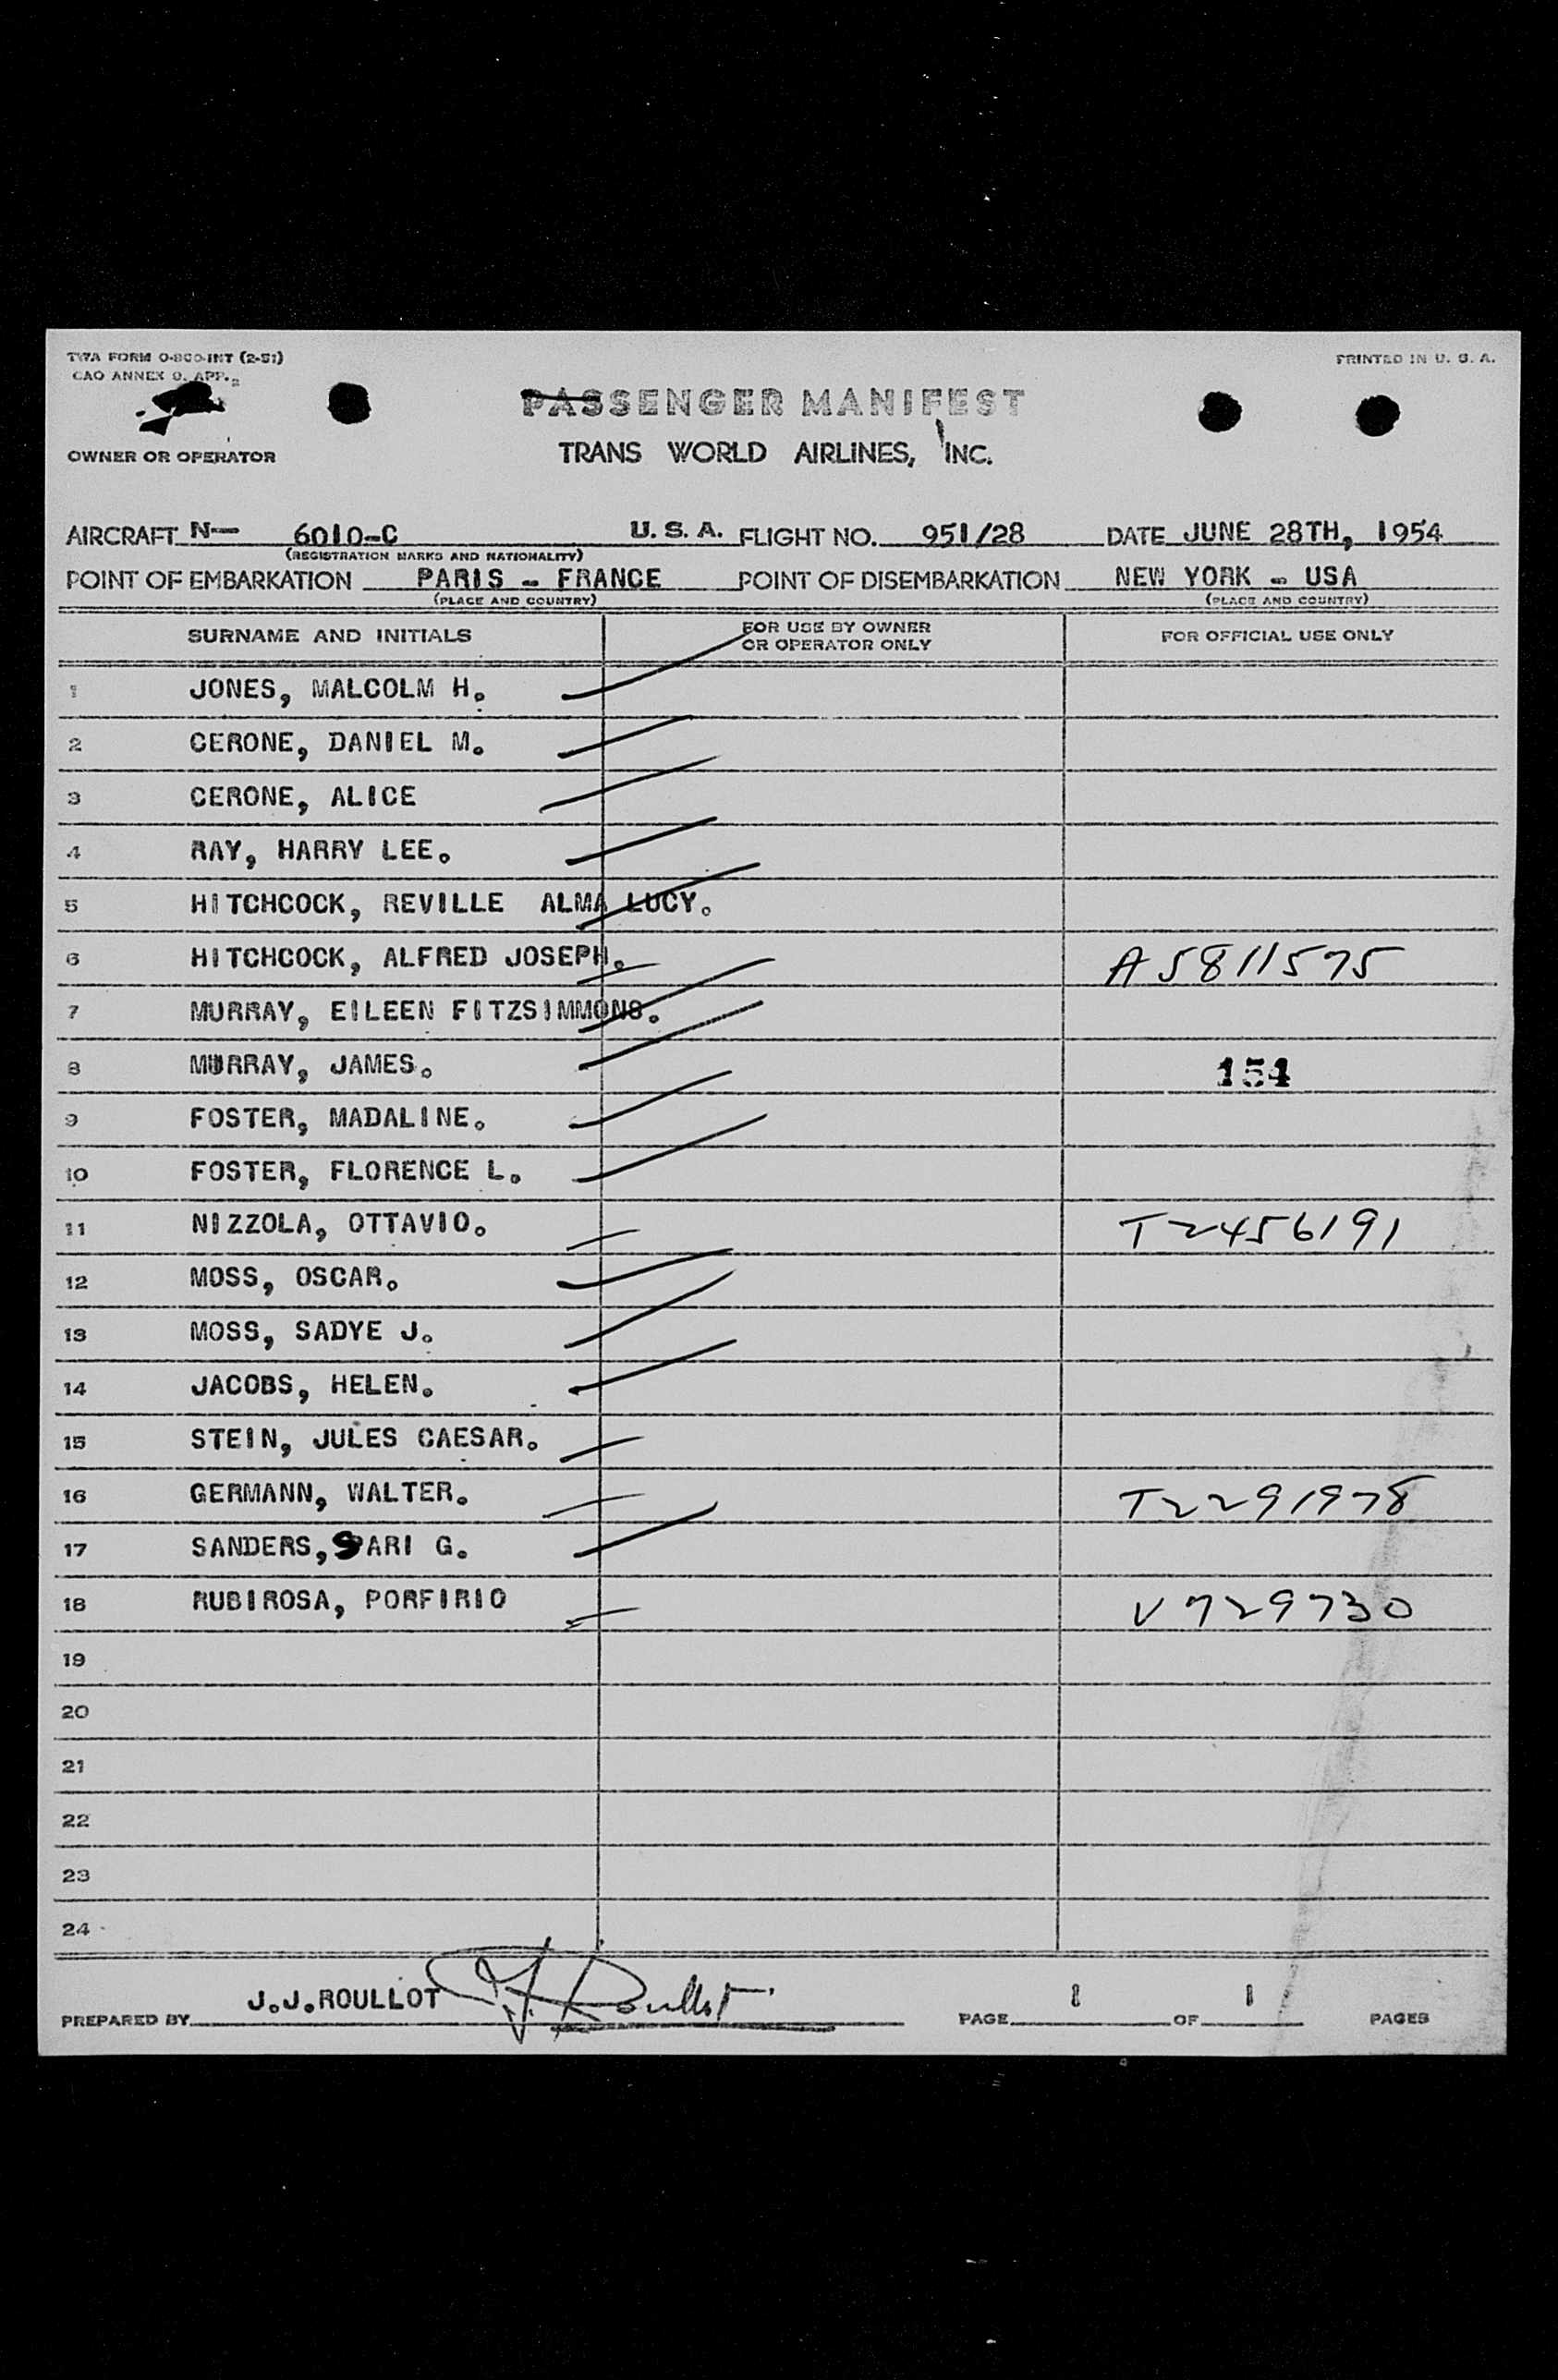 TWA FORM O-800-INT (2-51)
PRINTED IN U. S. A.
CAO ANNEX 9. APP.
PASSENGER MANIFEST
OWNER OR OPERATOR
TRANS WORLD AIRLINES, INC.
AIRCRAFT N— 6010-C U. S. A. FLIGHT NO. 951/28 DATE JUNE 28TH, 1954
(REGISTRATION MARKS AND NATIONALITY)
POINT OF EMBARKATION PARIS - FRANCE POINT OF DISEMBARKATION NEW YORK - USA
(PLACE AND COUNTRY) (PLACE AND COUNTRY)
SURNAME AND INITIALS FOR USE BY OWNER OR OPERATOR ONLY FOR OFFICIAL USE ONLY
1 JONES, MALCOLM H.
2 CERONE, DANIEL M.
3 CERONE, ALICE
4 RAY, HARRY LEE.
5 HITCHCOCK, REVILLE ALMA LUCY.
6 HITCHCOCK, ALFRED JOSEPH. A5811575
7 MURRAY, EILEEN FITZSIMMONS.
8 MURRAY, JAMES. 154
9 FOSTER, MADALINE.
10 FOSTER, FLORENCE L.
11 NIZZOLA, OTTAVIO. T2456191
12 MOSS, OSCAR.
13 MOSS, SADYE J.
14 JACOBS, HELEN.
15 STEIN, JULES CAESAR.
16 GERMANN, WALTER. T2291978
17 SANDERS, SARI G.
18 RUBIROSA, PORFIRIO V729730
19
20
21
22
23
24
PREPARED BY J.J.ROULLOT J.J. Roullot PAGE 1 OF 1 PAGES